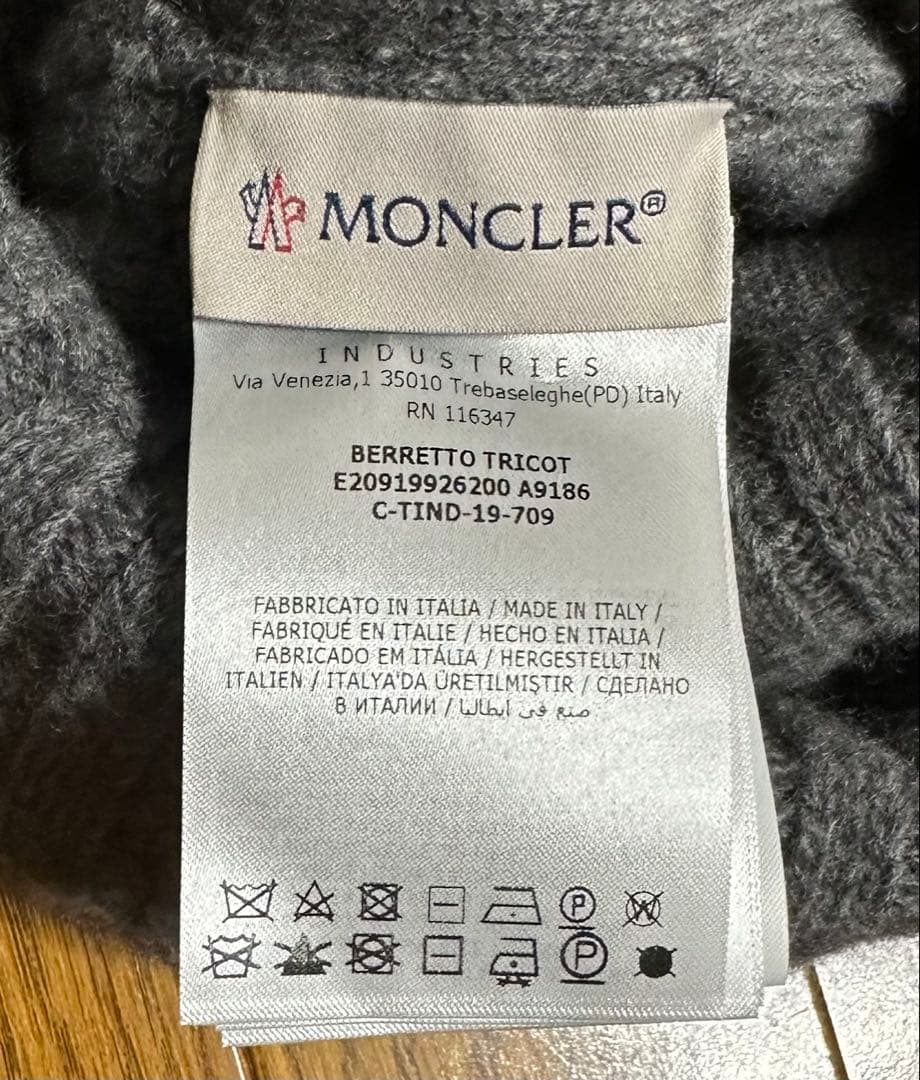 MONCLER®
INDUSTRIES
Via Venezia,1 35010 Trebaseleghe(PD) Italy
RN 116347
BERRETTO TRICOT
E20919926200 A9186
C-TIND-19-709
FABBRICATO IN ITALIA / MADE IN ITALY /
FABRIQUÉ EN ITALIE / HECHO EN ITALIA /
FABRICADO EM ITÁLIA / HERGESTELLT IN
ITALIEN / ITALYA'DA ÜRETILMIŞTIR / СДЕЛАНО
В ИТАЛИИ / صنع في ايطاليا
P W
P